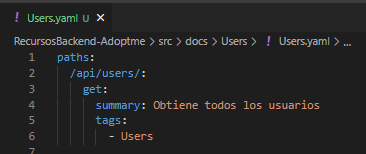 ! Users.yaml U ×
RecursosBackend-Adoptme > src > docs > Users > ! Users.yaml > ...
1 paths:
2 /api/users/:
3 get:
4 summary: Obtiene todos los usuarios
5 tags:
6 - Users